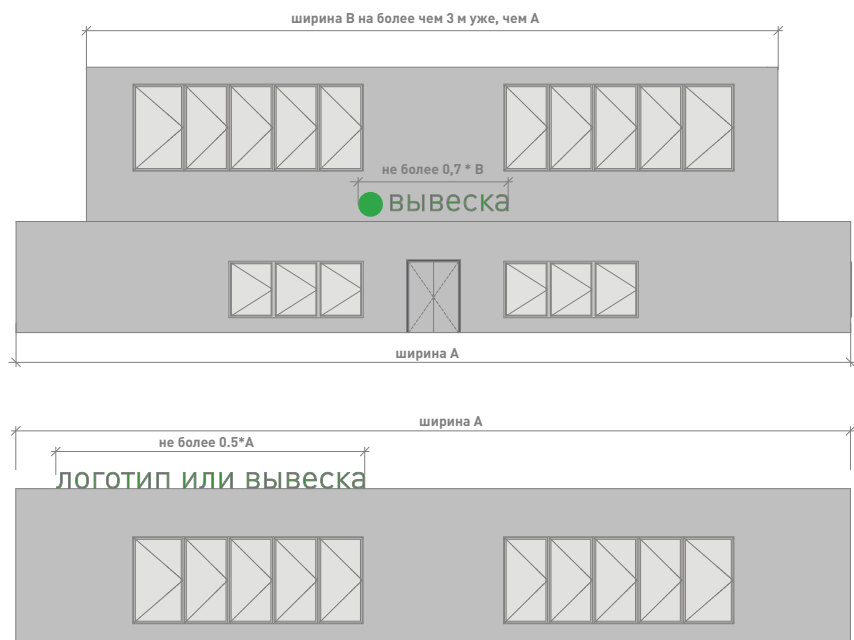 ширина В на более чем 3 м уже, чем А
не более 0,7 * В
вывеска
ширина А
ширина А
не более 0.5*А
логотип или вывеска